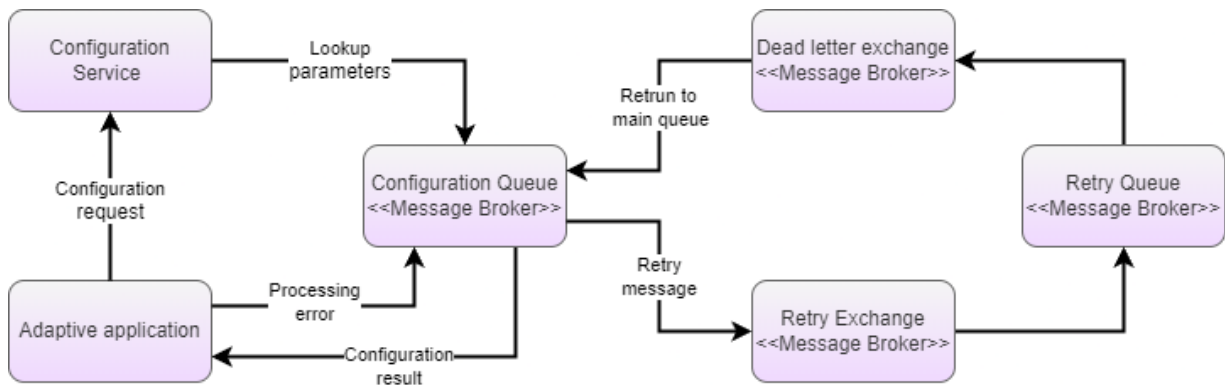 Configuration
Service
Lookup
parameters
Dead letter exchange
<<Message Broker>>
Retrun to
main queue
Configuration
request
Configuration Queue
<<Message Broker>>
Retry Queue
<<Message Broker>>
Adaptive application
Processing
error
Configuration
result
Retry
message
Retry Exchange
<<Message Broker>>